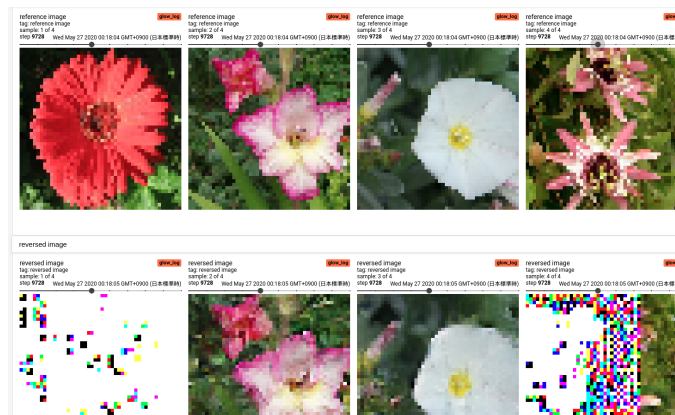 reference image
glow_log
tag: reference image
sample: 1 of 4
step 9728 Wed May 27 2020 00:18:04 GMT+0900 (日本標準時)
reference image
glow_log
tag: reference image
sample: 2 of 4
step 9728 Wed May 27 2020 00:18:04 GMT+0900 (日本標準時)
reference image
glow_log
tag: reference image
sample: 3 of 4
step 9728 Wed May 27 2020 00:18:04 GMT+0900 (日本標準時)
reference image
glow_log
tag: reference image
sample: 4 of 4
step 9728 Wed May 27 2020 00:18:04 GMT+0900 (日本標準時)
reversed image
reversed image
glow_log
tag: reversed image
sample: 1 of 4
step 9728 Wed May 27 2020 00:18:05 GMT+0900 (日本標準時)
reversed image
glow_log
tag: reversed image
sample: 2 of 4
step 9728 Wed May 27 2020 00:18:05 GMT+0900 (日本標準時)
reversed image
glow_log
tag: reversed image
sample: 3 of 4
step 9728 Wed May 27 2020 00:18:05 GMT+0900 (日本標準時)
reversed image
glow_log
tag: reversed image
sample: 4 of 4
step 9728 Wed May 27 2020 00:18:05 GMT+0900 (日本標準時)